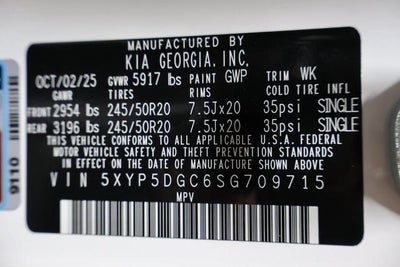 MANUFACTURED BY
KIA GEORGIA, INC.
OCT/02/25 GVWR 5917 lbs PAINT GWP TRIM WK
GAWR TIRES RIMS COLD TIRE INFL
FRONT 2954 lbs 245/50R20 7.5Jx20 35psi SINGLE
REAR 3196 lbs 245/50R20 7.5Jx20 35psi SINGLE
THIS VEHICLE CONFORMS TO ALL APPLICABLE U.S.A. FEDERAL
MOTOR VEHICLE SAFETY AND THEFT PREVENTION STANDARDS
IN EFFECT ON THE DATE OF MANUFACTURE SHOWN ABOVE
VIN 5XYP5DGC6SG709715
MPV
9110